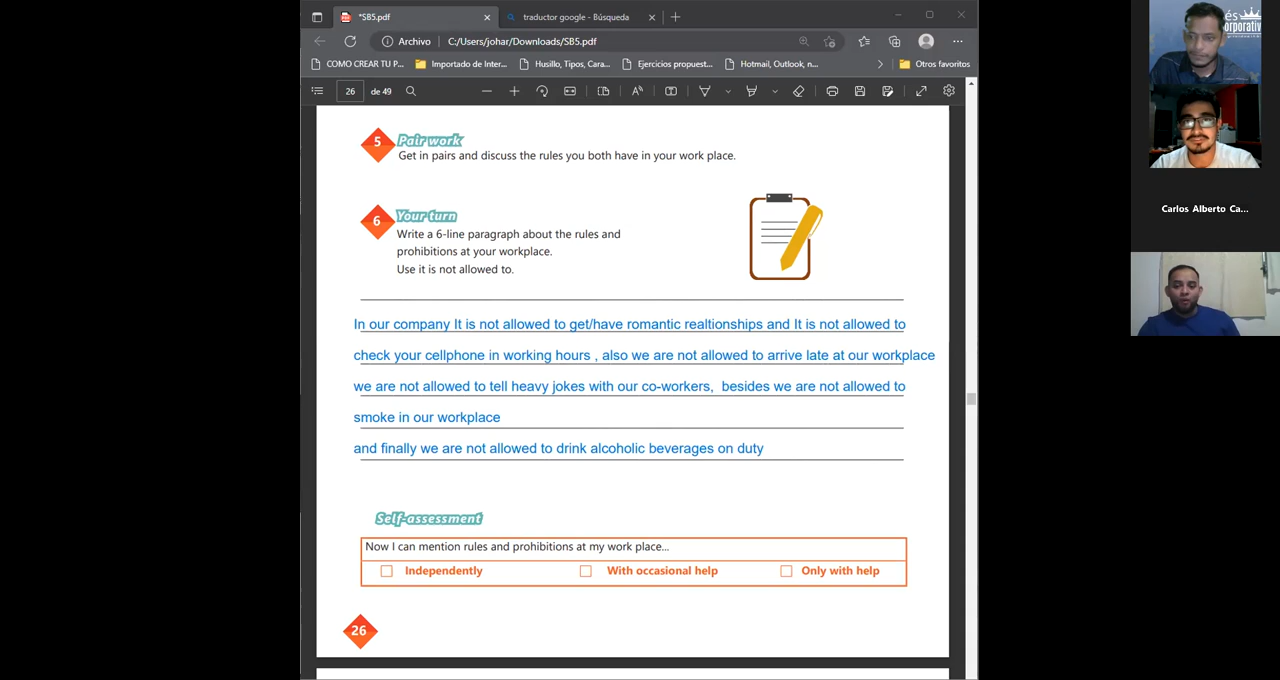 *SB5.pdf
traductor google - Búsqueda
Archivo
C:/Users/johar/Downloads/SB5.pdf
COMO CREAR TU P...
Importado de Inter...
Husillo, Tipos, Cara...
Ejercicios propuest...
Hotmail, Outlook, n...
Otros favoritos
26 de 49
5 Pair work
Get in pairs and discuss the rules you both have in your work place.
6 Your turn
Write a 6-line paragraph about the rules and
prohibitions at your workplace.
Use it is not allowed to.
In our company It is not allowed to get/have romantic realtionships and It is not allowed to
check your cellphone in working hours , also we are not allowed to arrive late at our workplace
we are not allowed to tell heavy jokes with our co-workers, besides we are not allowed to
smoke in our workplace
and finally we are not allowed to drink alcoholic beverages on duty
Self-assessment
Now I can mention rules and prohibitions at my work place...
Independently
With occasional help
Only with help
26
és
orporativ
Carlos Alberto Ca...